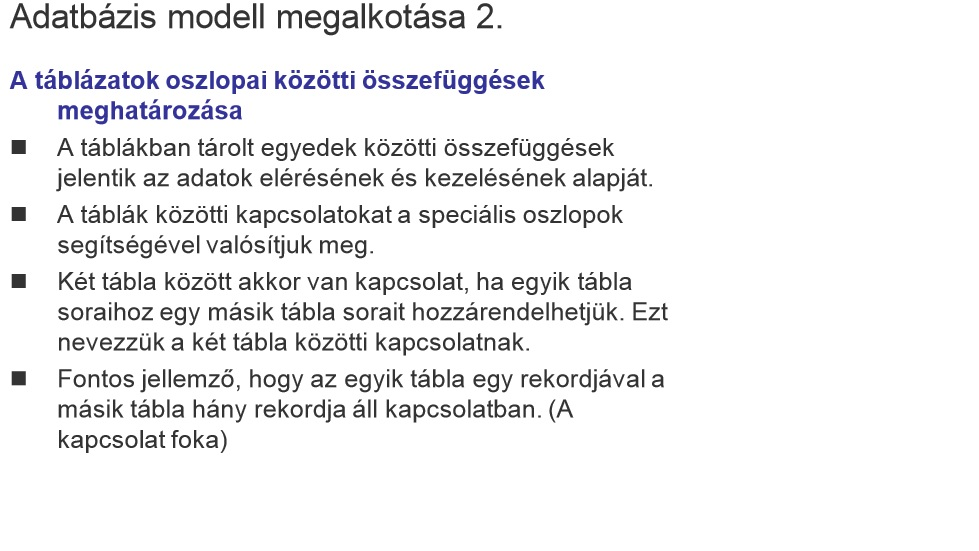 Adatbázis modell megalkotása 2.
A táblázatok oszlopai közötti összefüggések
meghatározása
■ A táblákban tárolt egyedek közötti összefüggések
jelentik az adatok elérésének és kezelésének alapját.
■ A táblák közötti kapcsolatokat a speciális oszlopok
segítségével valósítjuk meg.
■ Két tábla között akkor van kapcsolat, ha egyik tábla
soraihoz egy másik tábla sorait hozzárendelhetjük. Ezt
nevezzük a két tábla közötti kapcsolatnak.
■ Fontos jellemző, hogy az egyik tábla egy rekordjával a
másik tábla hány rekordja áll kapcsolatban. (A
kapcsolat foka)